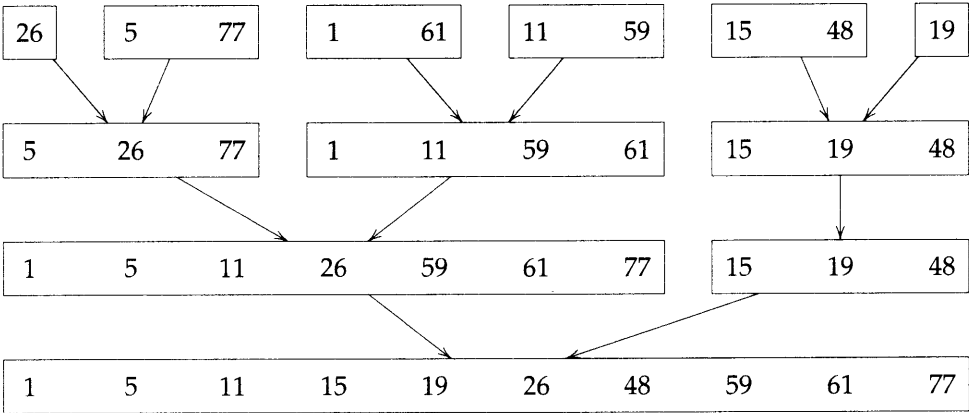 26 5 77 1 61 11 59 15 48 19
5 26 77 1 11 59 61 15 19 48
1 5 11 26 59 61 77 15 19 48
1 5 11 15 19 26 48 59 61 77